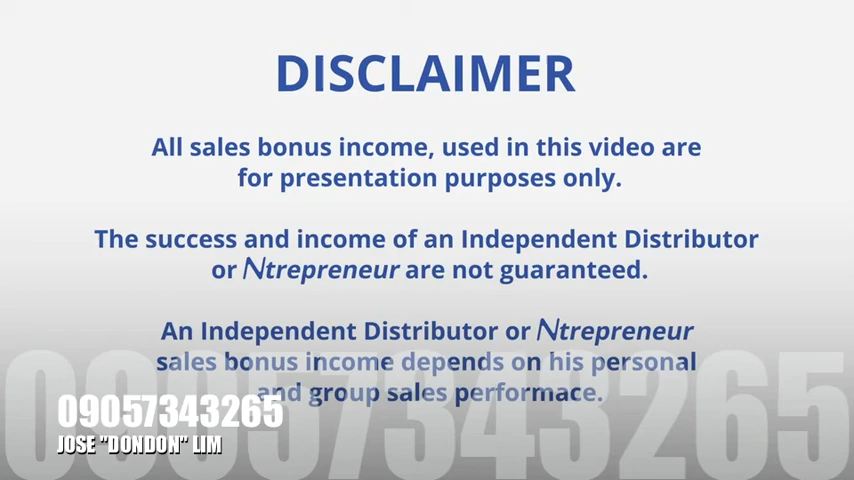 DISCLAIMER
All sales bonus income, used in this video are
for presentation purposes only.
The success and income of an Independent Distributor
or Ntrepreneur are not guaranteed.
An Independent Distributor or Ntrepreneur
sales bonus income depends on his personal
and group sales performace.
09057343265
09057343265
JOSE "DONDON" LIM